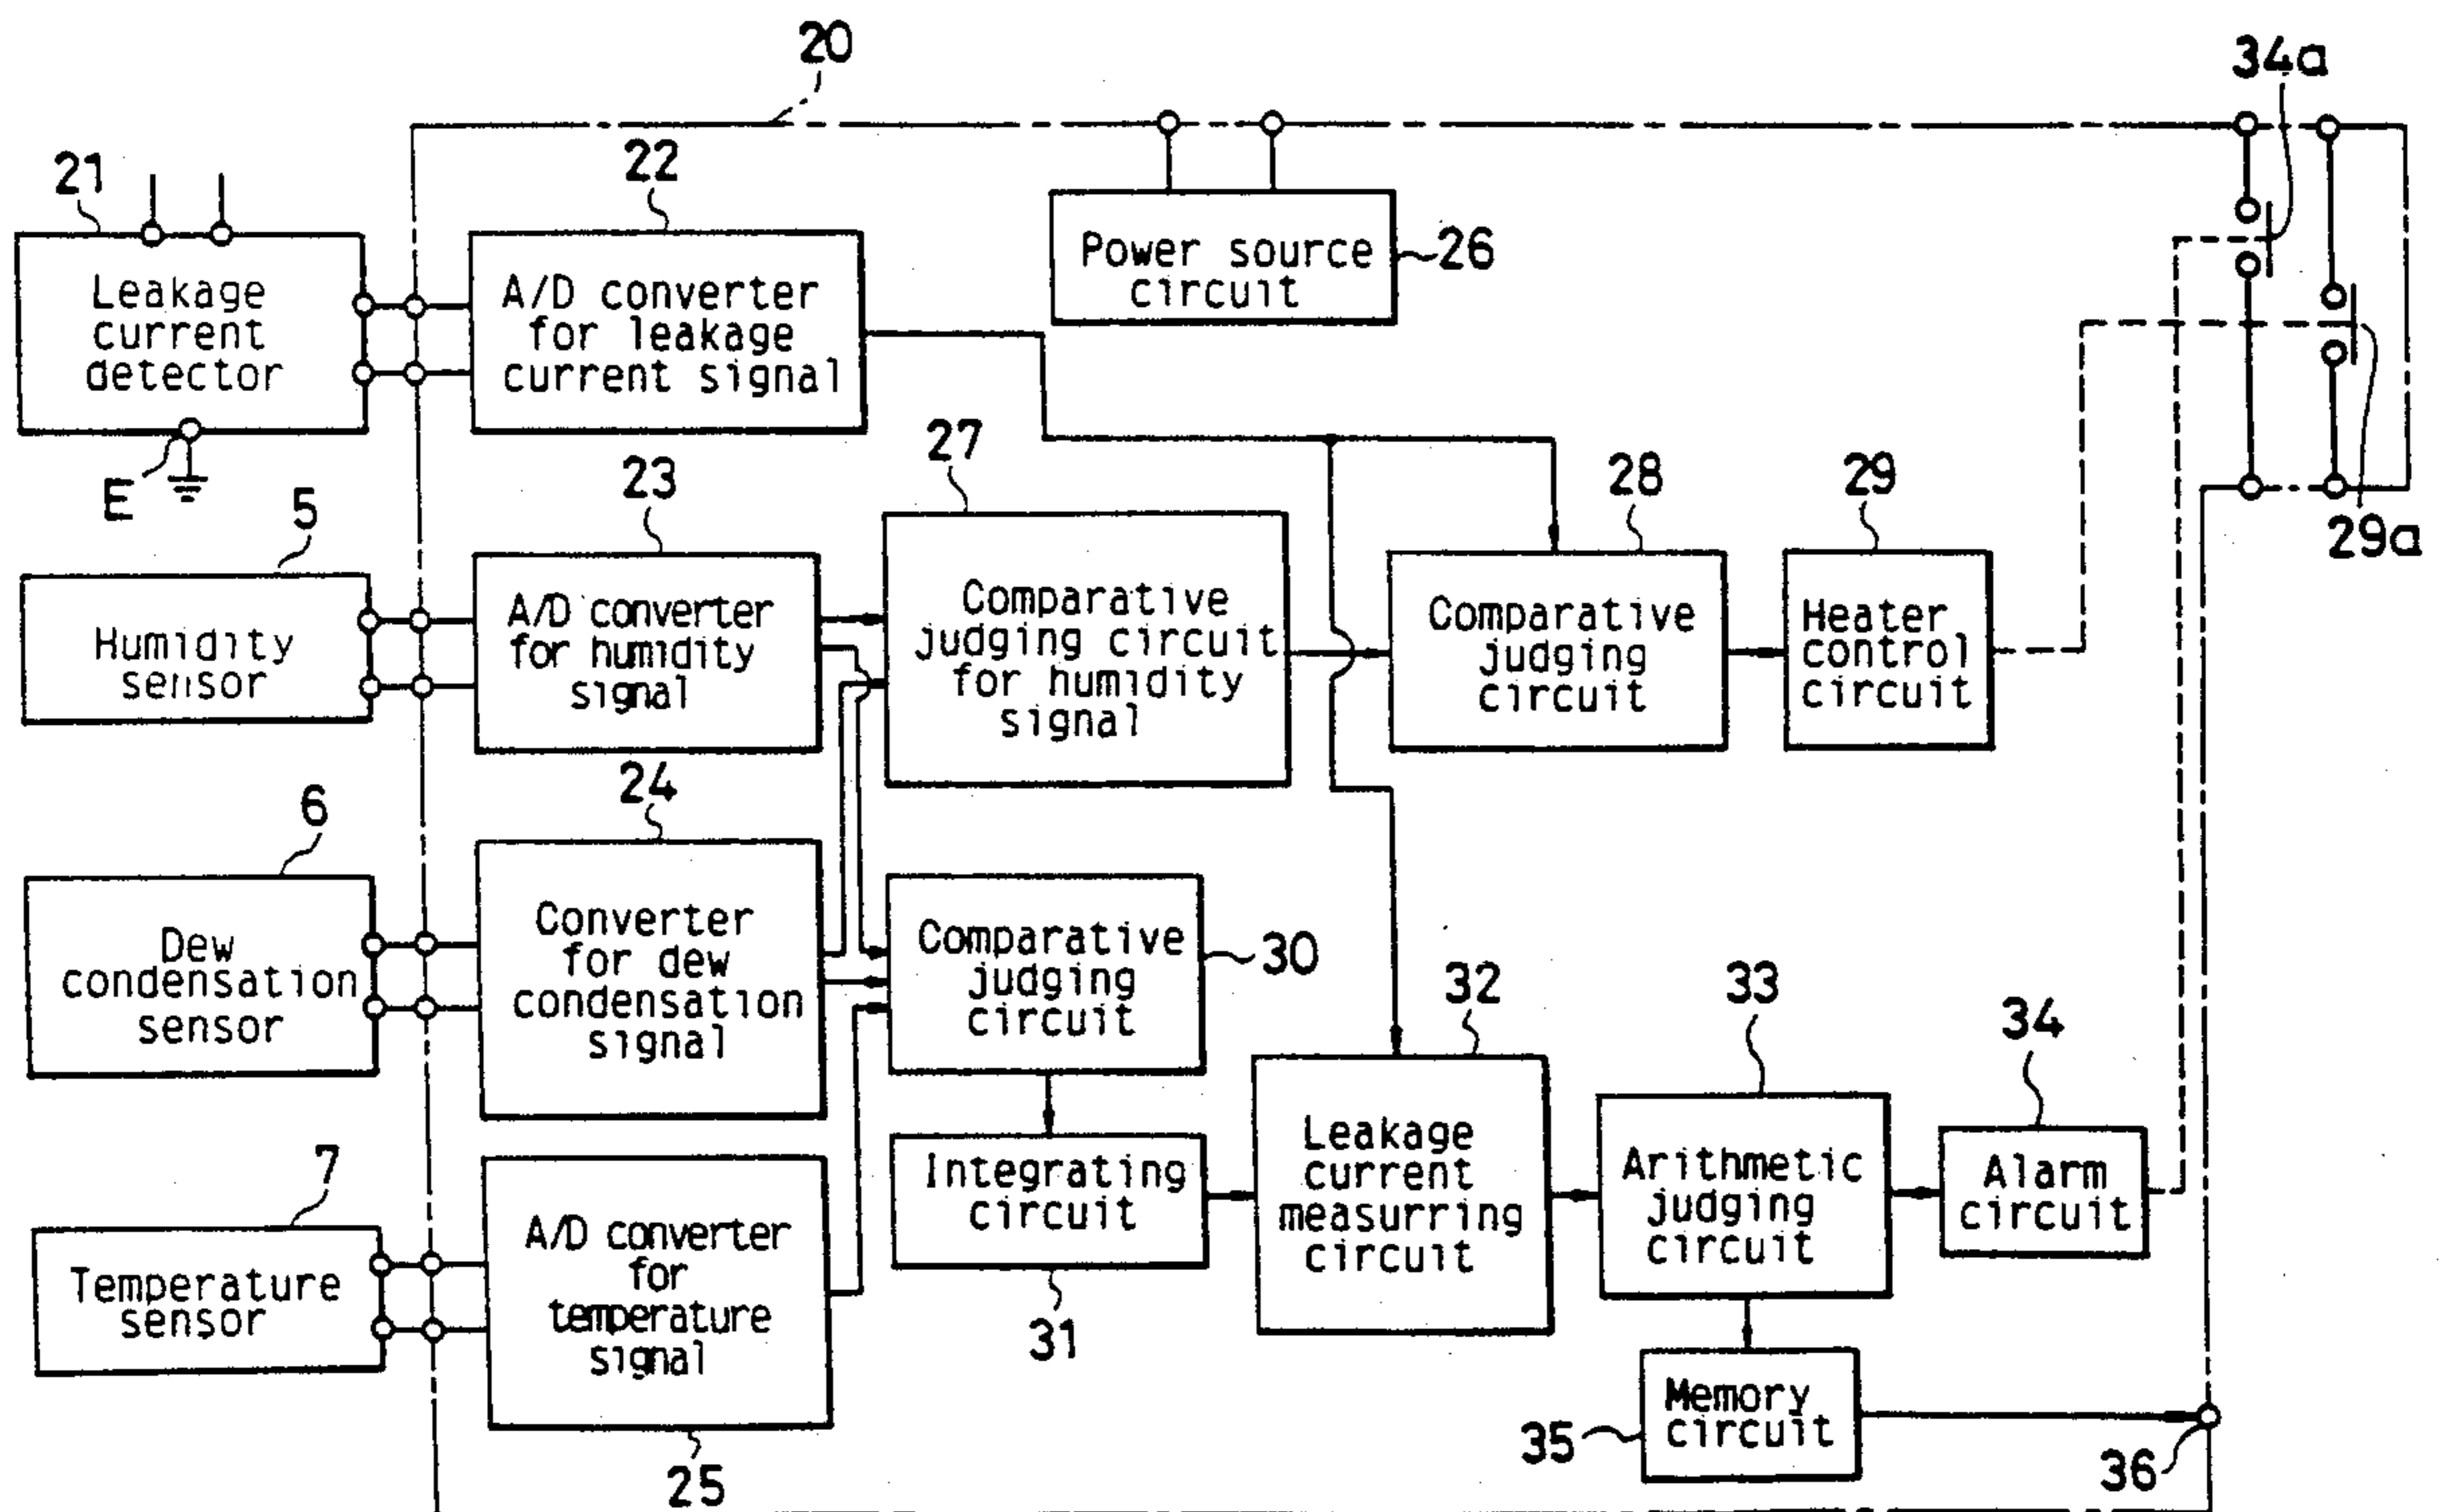 20
34a
21
22
Leakage
current
detector
A/D converter
for leakage
current signal
Power source
circuit
26
E
5
23
27
28
29
29a
Humidity
sensor
A/D converter
for humidity
signal
Comparative
judging circuit
for humidity
signal
Comparative
judging
circuit
Heater
control
circuit
6
24
Dew
condensation
sensor
Converter
for dew
condensation
signal
Comparative
judging
circuit
30
32
33
34
7
Temperature
sensor
A/D converter
for
temperature
signal
25
Integrating
circuit
31
Leakage
current
measurring
circuit
Arithmetic
judging
circuit
Alarm
circuit
Memory
circuit
35
36